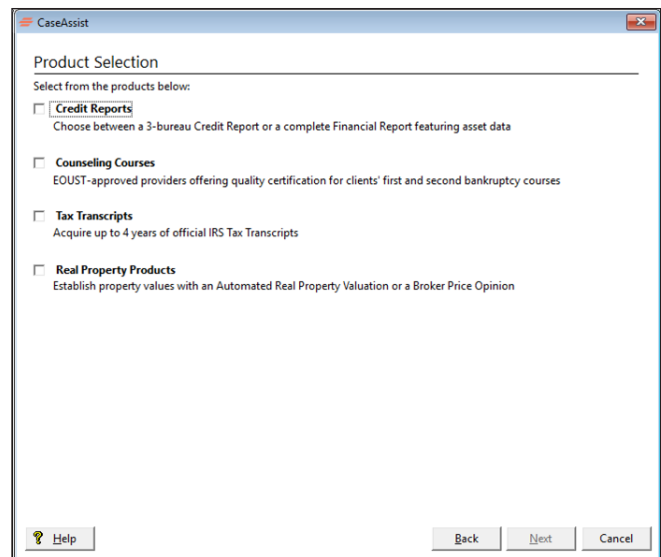 CaseAssist
Product Selection
Select from the products below:
Credit Reports
Choose between a 3-bureau Credit Report or a complete Financial Report featuring asset data
Counseling Courses
EOUST-approved providers offering quality certification for clients' first and second bankruptcy courses
Tax Transcripts
Acquire up to 4 years of official IRS Tax Transcripts
Real Property Products
Establish property values with an Automated Real Property Valuation or a Broker Price Opinion
? Help Back Next Cancel